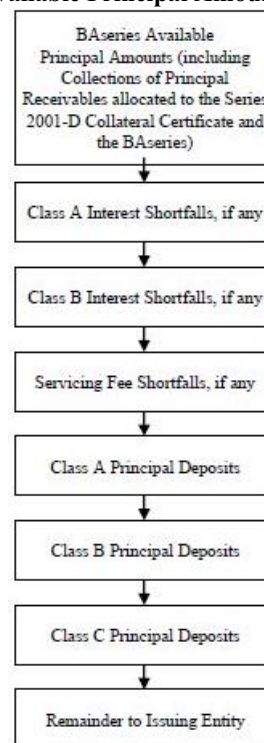 BAseries Available
Principal Amounts (including
Collections of Principal
Receivables allocated to the Series
2001-D Collateral Certificate and
the BAseries)
Class A Interest Shortfalls, if any
Class B Interest Shortfalls, if any
Servicing Fee Shortfalls, if any
Class A Principal Deposits
Class B Principal Deposits
Class C Principal Deposits
Remainder to Issuing Entity